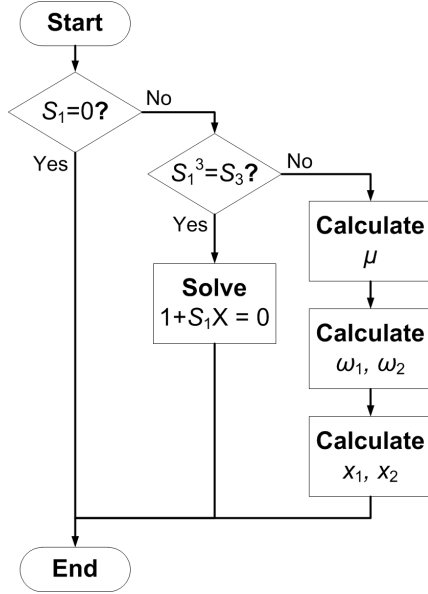 Start
S₁=0?
No
Yes
S₁³=S₃?
No
Yes
Calculate
μ
Solve
1+S₁X = 0
Calculate
ω₁, ω₂
Calculate
x₁, x₂
End